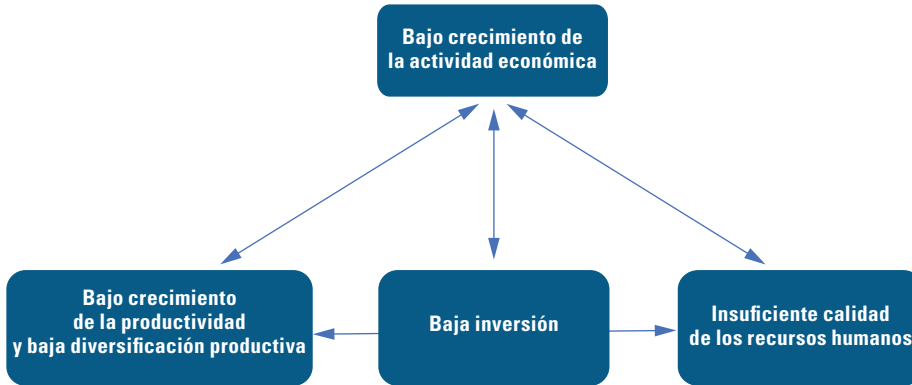 Bajo crecimiento de
la actividad económica
Bajo crecimiento
de la productividad
y baja diversificación productiva
Baja inversión
Insuficiente calidad
de los recursos humanos